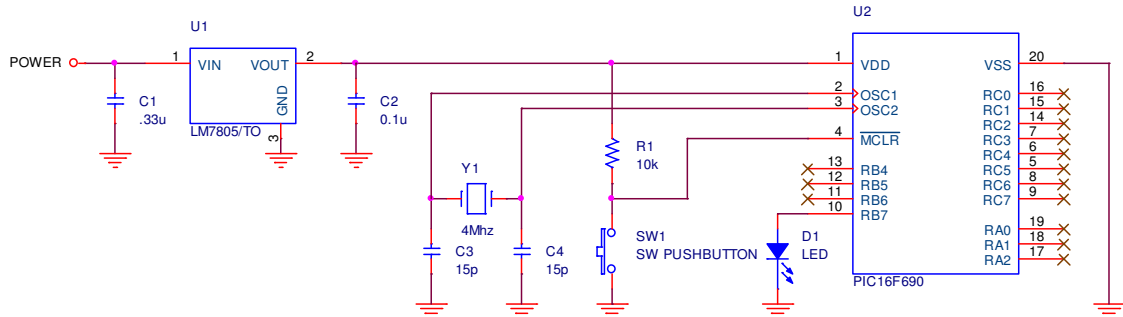 U1
POWER
1
VIN
VOUT
2
GND
3
LM7805/TO
C1
.33u
C2
0.1u
Y1
4Mhz
C3
15p
C4
15p
R1
10k
SW1
SW PUSHBUTTON
D1
LED
U2
1 VDD
2 OSC1
3 OSC2
4 MCLR
13 RB4
12 RB5
11 RB6
10 RB7
VSS 20
RC0 16
RC1 15
RC2 14
RC3 7
RC4 6
RC5 5
RC6 8
RC7 9
RA0 19
RA1 18
RA2 17
PIC16F690